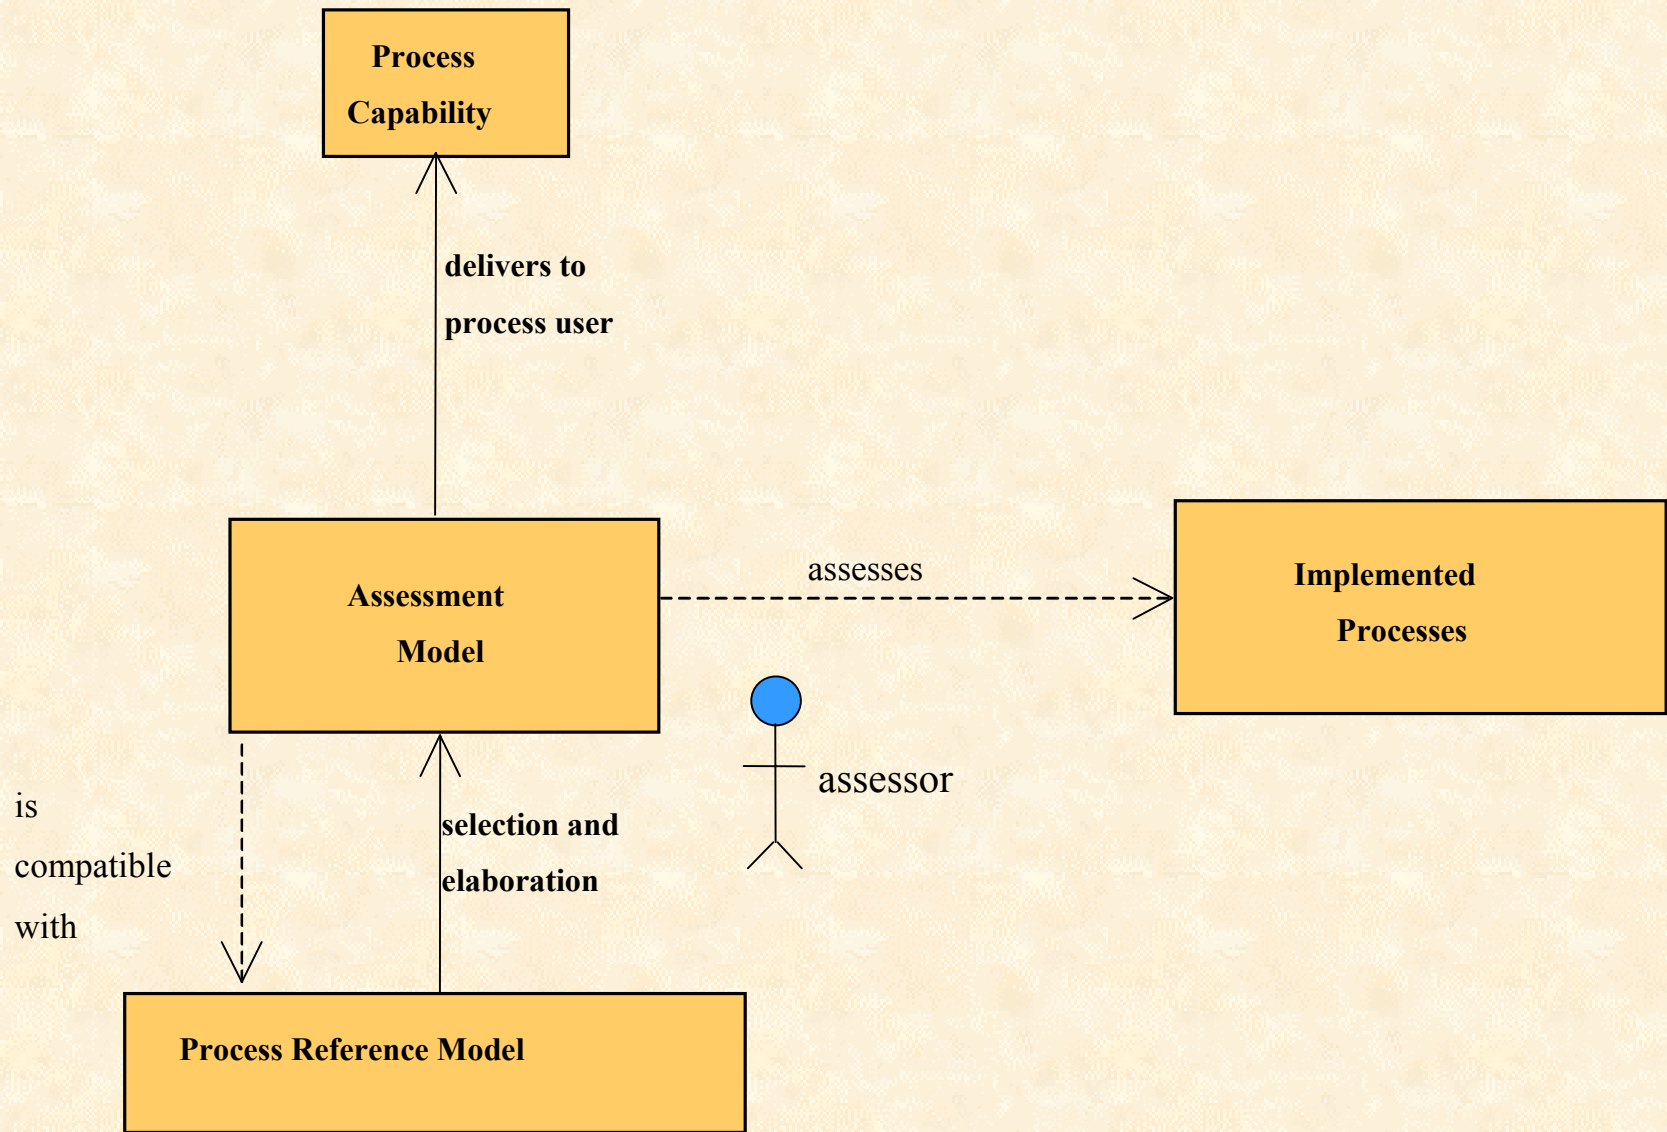 Process
Capability
delivers to
process user
Assessment
Model
assesses
Implemented
Processes
assessor
is
compatible
with
selection and
elaboration
Process Reference Model